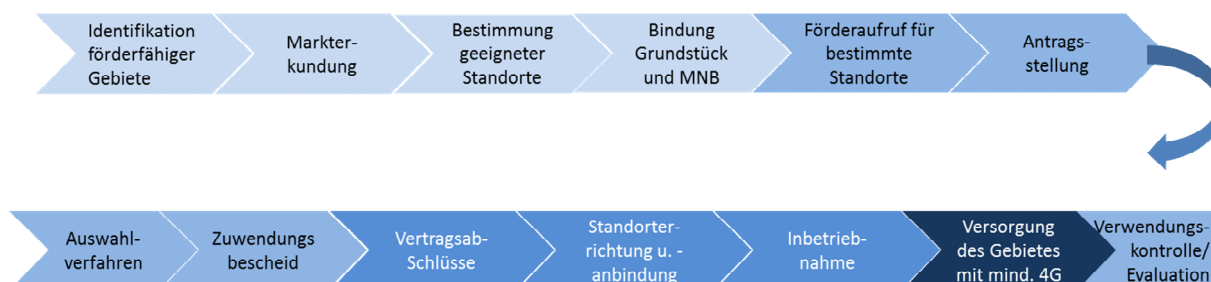 Identifikation
förderfähiger
Gebiete
Markter-
kundung
Bestimmung
geeigneter
Standorte
Bindung
Grundstück
und MNB
Förderaufruf für
bestimmte
Standorte
Antrags-
stellung
Auswahl-
verfahren
Zuwendungs
bescheid
Vertragsab-
Schlüsse
Standorter-
richtung u. -
anbindung
Inbetrieb-
nahme
Versorgung
des Gebietes
mit mind. 4G
Verwendungs-
kontrolle/
Evaluation